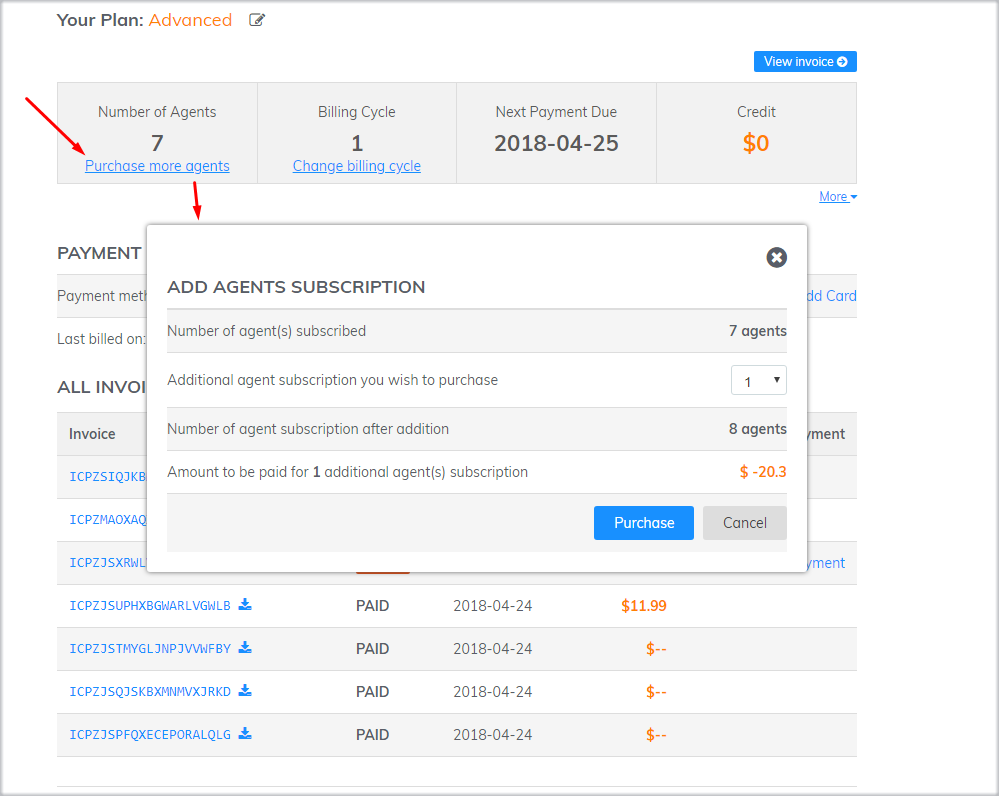 Your Plan: Advanced
View invoice
Number of Agents
7
Purchase more agents
Billing Cycle
1
Change billing cycle
Next Payment Due
2018-04-25
Credit
$0
More
PAYMENT
Payment meth
dd Card
Last billed on:
ADD AGENTS SUBSCRIPTION
Number of agent(s) subscribed 7 agents
Additional agent subscription you wish to purchase 1
Number of agent subscription after addition 8 agents
Amount to be paid for 1 additional agent(s) subscription $ -20.3
Purchase Cancel
ALL INVOI
Invoice yment
ICPZSIQJKB
ICPZMAOXAQ
ICPZJSXRWL yment
ICPZJSUPHXBGWARLVGWLB PAID 2018-04-24 $11.99
ICPZJSTMYGLJNPJVVWFBY PAID 2018-04-24 $--
ICPZJSQJSKBXMNMVXJRKD PAID 2018-04-24 $--
ICPZJSPFQXECEPORALQLG PAID 2018-04-24 $--